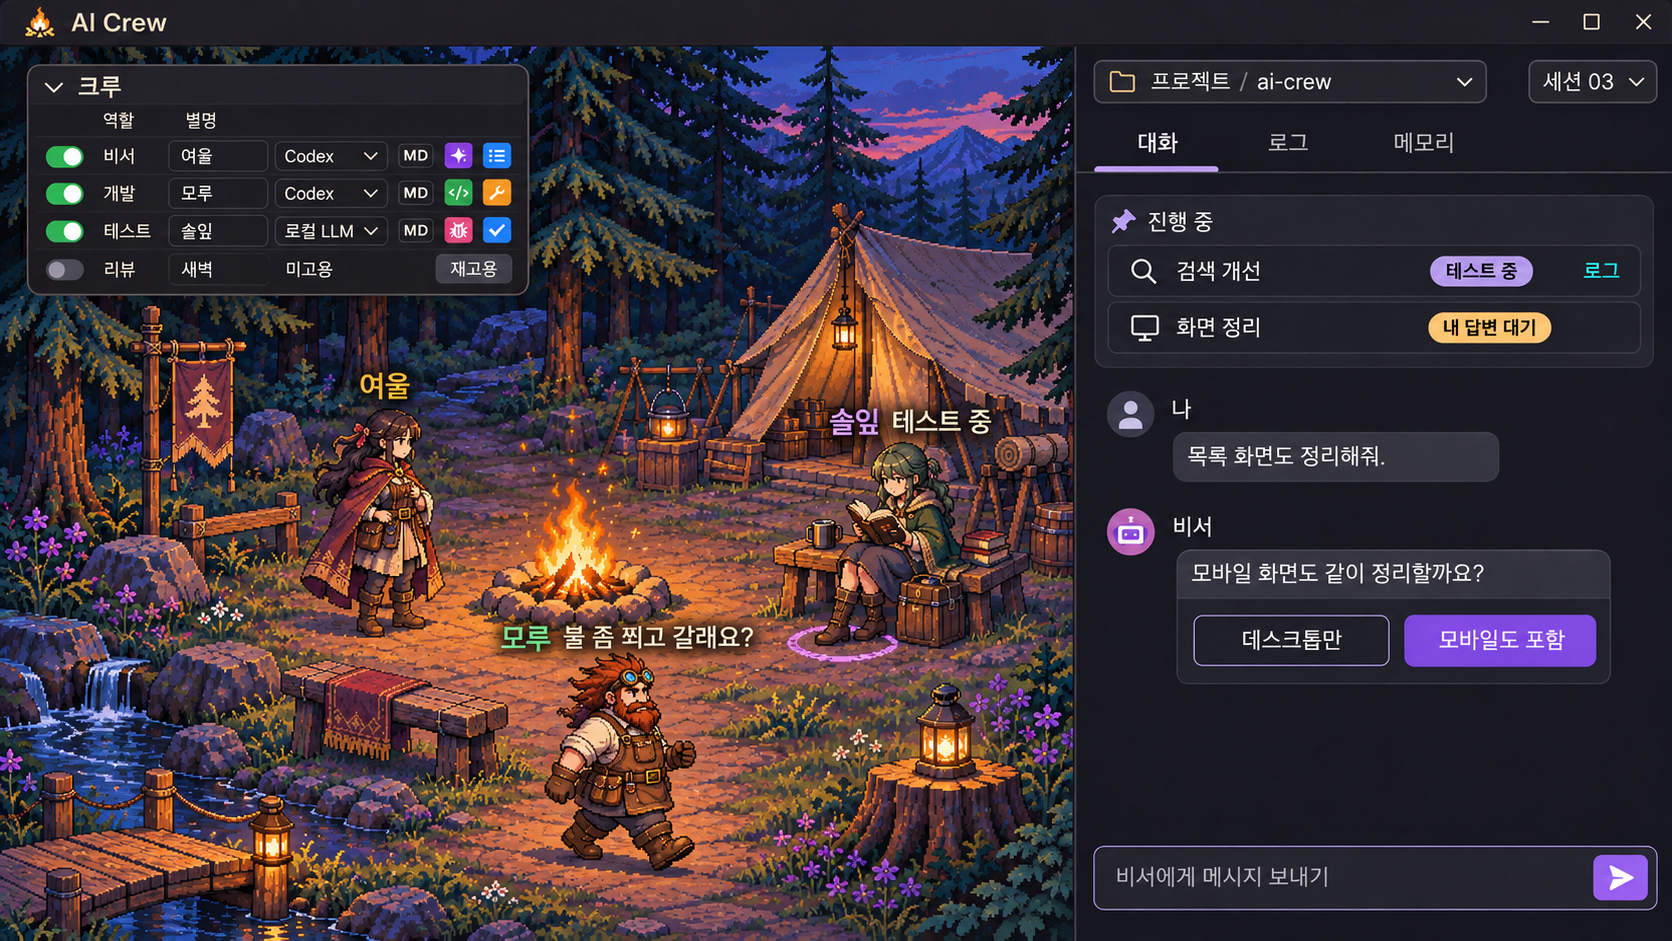 AI Crew
크루
역할 별명
비서 여울 Codex MD
개발 모루 Codex MD </>
테스트 솔잎 로컬 LLM MD
리뷰 새벽 미고용 재고용
여울
솔잎 테스트 중
모루 불 좀 쬐고 갈래요?
프로젝트 / ai-crew 세션 03
대화 로그 메모리
진행 중
검색 개선 테스트 중 로그
화면 정리 내 답변 대기
나
목록 화면도 정리해줘.
비서
모바일 화면도 같이 정리할까요?
데스크톱만 모바일도 포함
비서에게 메시지 보내기